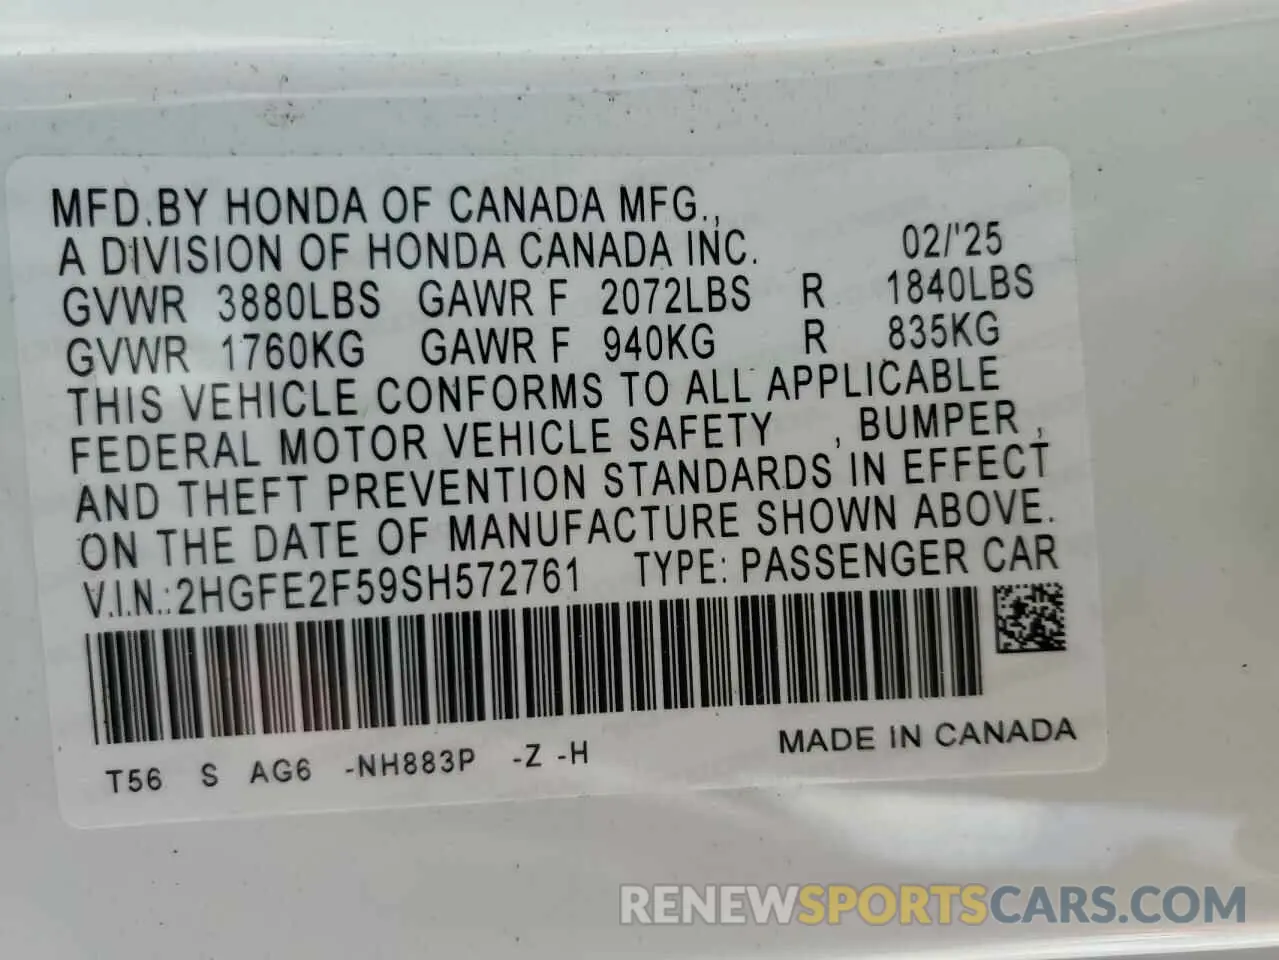 MFD.BY HONDA OF CANADA MFG.,
A DIVISION OF HONDA CANADA INC. 02/'25
GVWR 3880LBS GAWR F 2072LBS R 1840LBS
GVWR 1760KG GAWR F 940KG R 835KG
THIS VEHICLE CONFORMS TO ALL APPLICABLE
FEDERAL MOTOR VEHICLE SAFETY , BUMPER ,
AND THEFT PREVENTION STANDARDS IN EFFECT
ON THE DATE OF MANUFACTURE SHOWN ABOVE.
V.I.N.:2HGFE2F59SH572761 TYPE: PASSENGER CAR
T56 S AG6 -NH883P -Z -H MADE IN CANADA
RENEWSPORTSCARS.COM